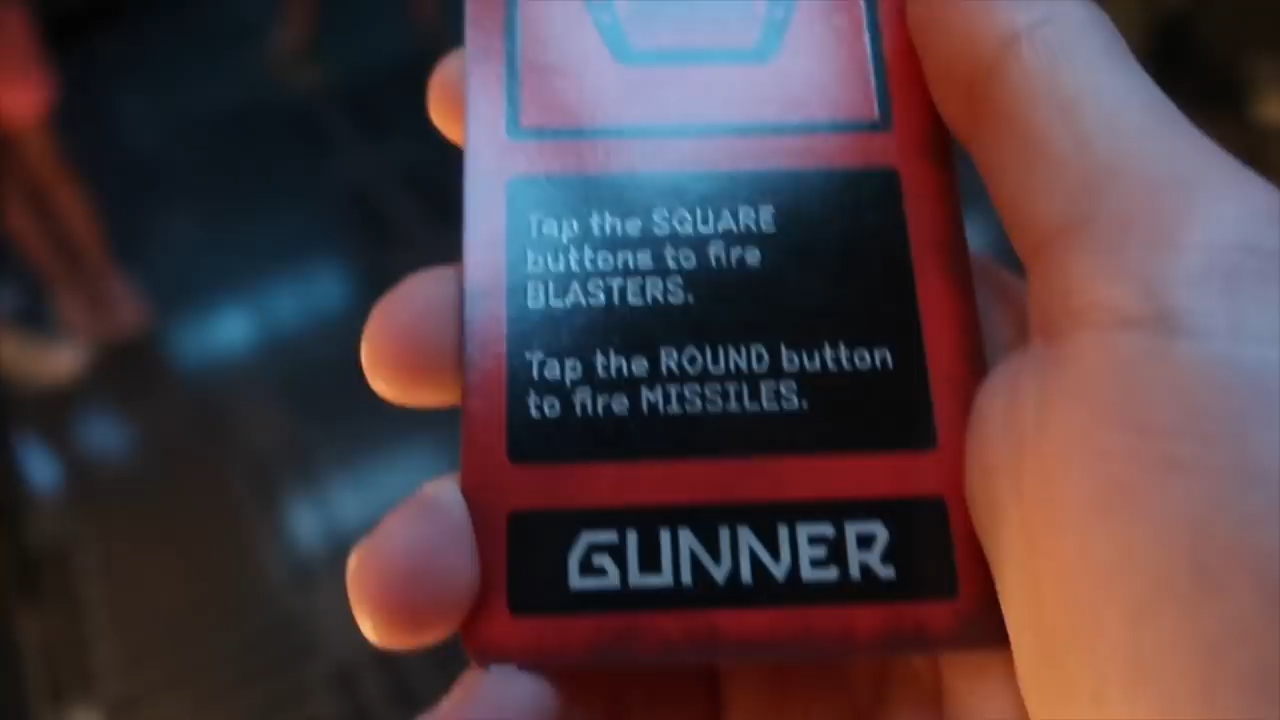 Tap the SQUARE
buttons to fire
BLASTERS.
Tap the ROUND button
to fire MISSILES.
GUNNER